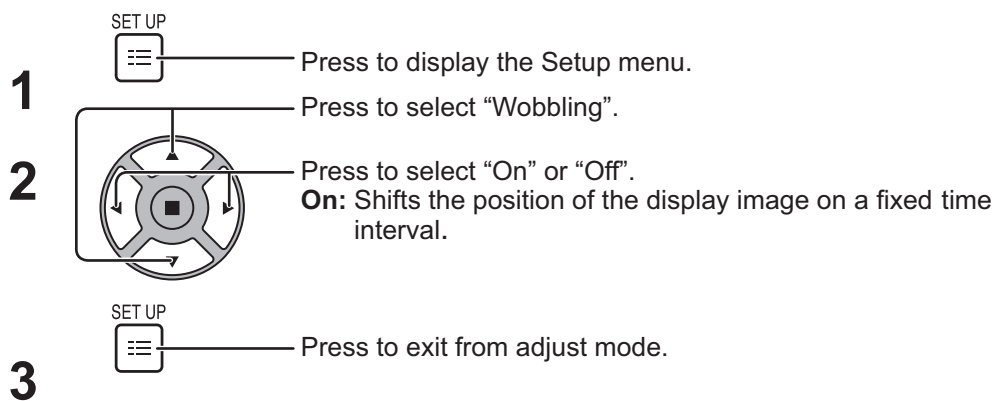 SET UP
1
Press to display the Setup menu.
Press to select “Wobbling”.
2
Press to select “On” or “Off”.
On: Shifts the position of the display image on a fixed time
interval.
SET UP
3
Press to exit from adjust mode.